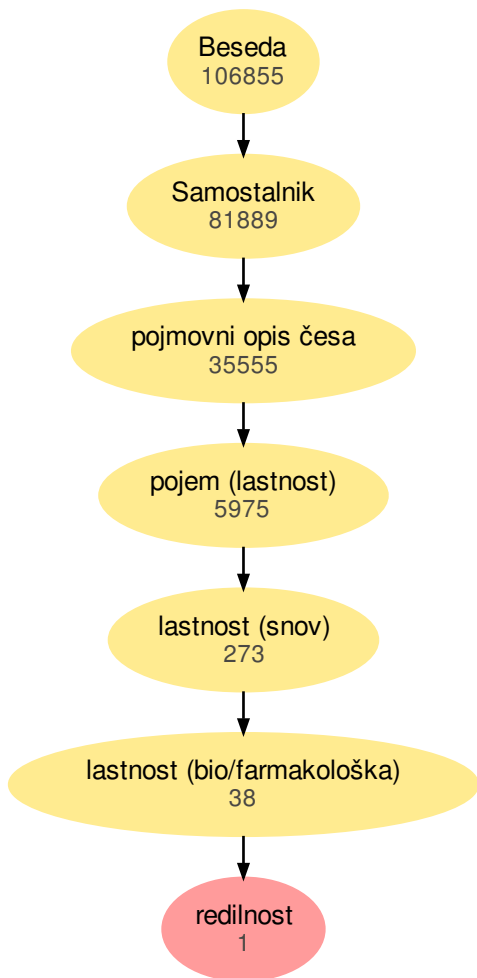 Beseda
106855
Samostalnik
81889
pojmovni opis česa
35555
pojem (lastnost)
5975
lastnost (snov)
273
lastnost (bio/farmakološka)
38
redilnost
1